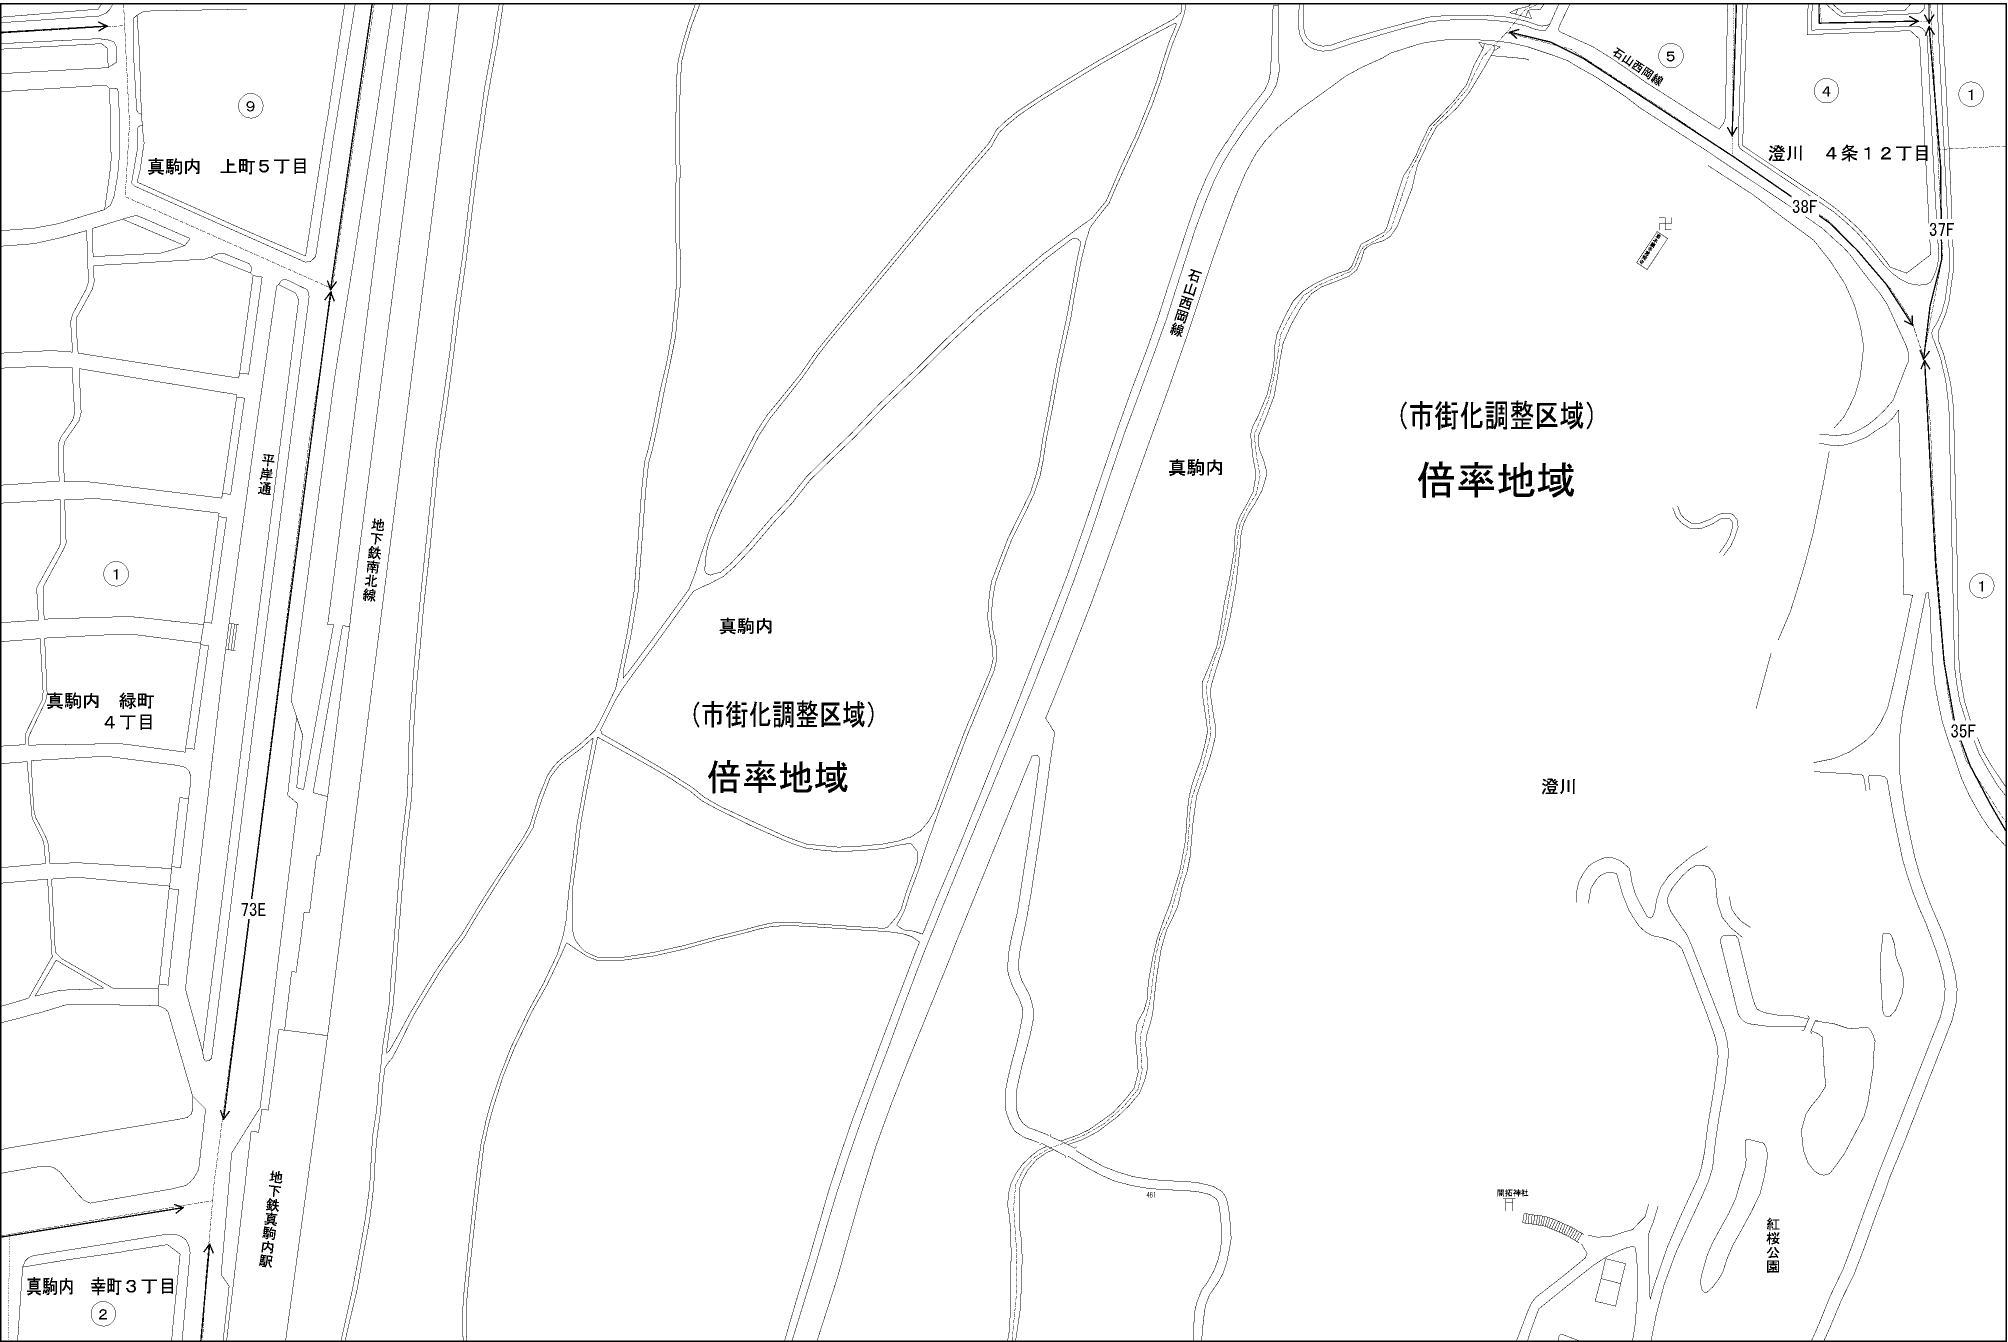 ⑨
真駒内　上町５丁目
石山西岡線
⑤
④
①
澄川　４条１２丁目
38F
37F
石山西岡線
（市街化調整区域）
倍率地域
真駒内
平岸通
地下鉄南北線
①
①
真駒内
真駒内　緑町
４丁目
（市街化調整区域）
倍率地域
35F
澄川
73E
地下鉄真駒内駅
461
開拓神社
紅桜公園
真駒内　幸町３丁目
②